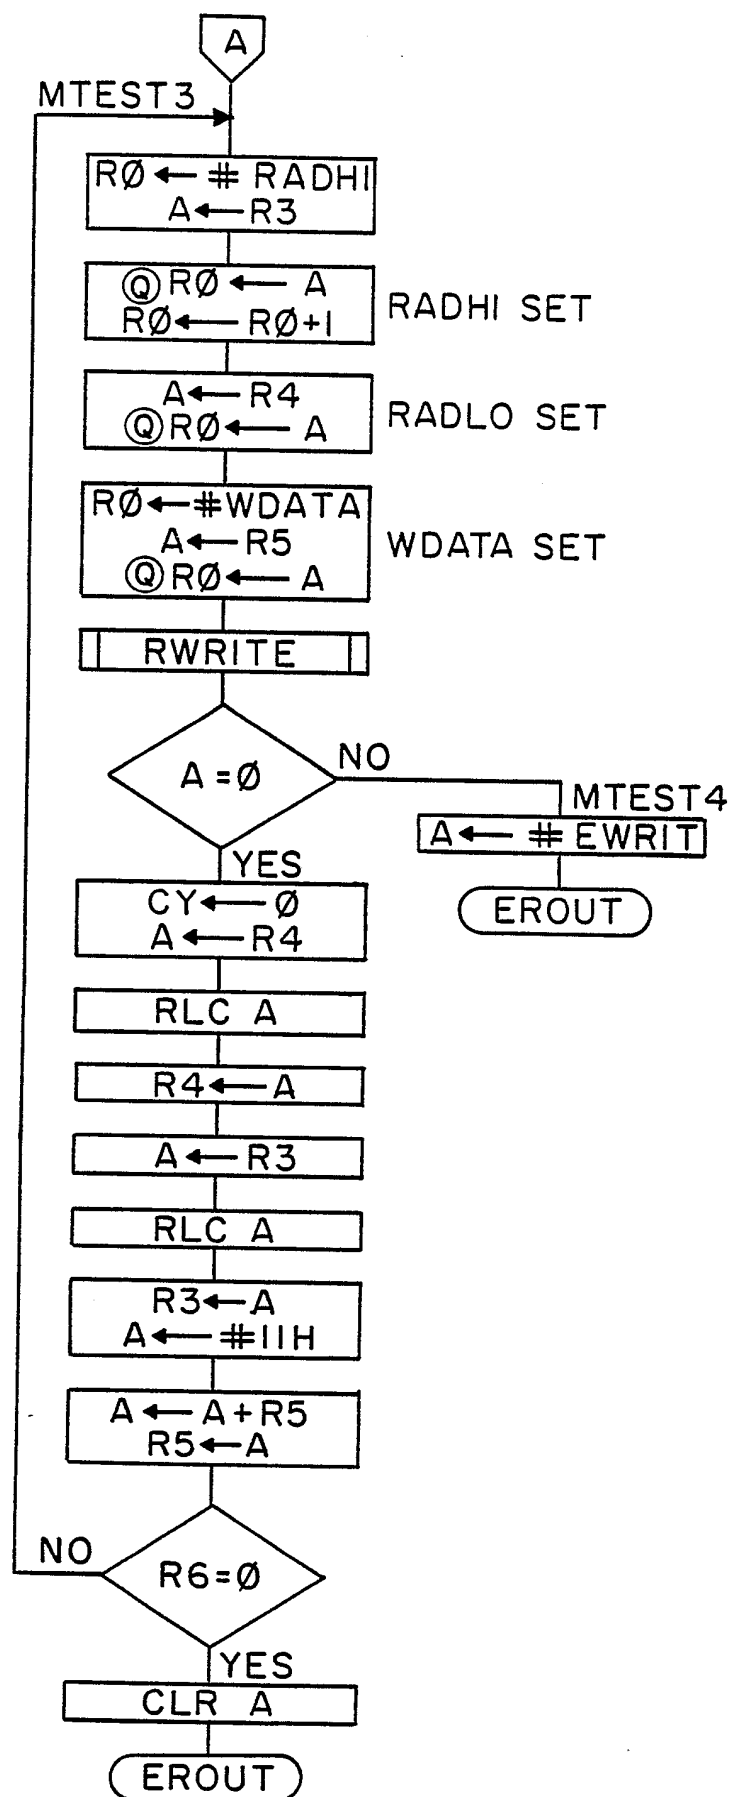 A
MTEST3
RØ ← # RADHI
A ← R3
Ⓠ RØ ← A
RØ ← RØ+1
RADHI SET
A ← R4
Ⓠ RØ ← A
RADLO SET
RØ ← #WDATA
A ← R5
Ⓠ RØ ← A
WDATA SET
RWRITE
A = Ø
NO
MTEST4
A ← # EWRIT
EROUT
YES
CY ← Ø
A ← R4
RLC A
R4 ← A
A ← R3
RLC A
R3 ← A
A ← #11H
A ← A + R5
R5 ← A
NO
R6 = Ø
YES
CLR A
EROUT